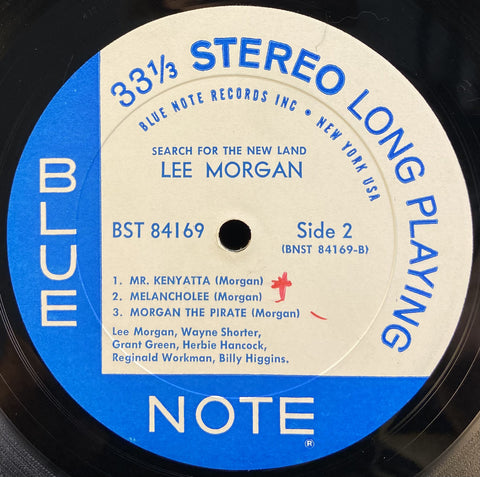 33 1/3 STEREO LONG PLAYING
BLUE NOTE RECORDS INC • NEW YORK USA
SEARCH FOR THE NEW LAND
LEE MORGAN
BLUE
BST 84169
Side 2
(BNST 84169-B)
1. MR. KENYATTA (Morgan)
2. MELANCHOLEE (Morgan)
3. MORGAN THE PIRATE (Morgan)
Lee Morgan, Wayne Shorter,
Grant Green, Herbie Hancock,
Reginald Workman, Billy Higgins.
NOTE
®